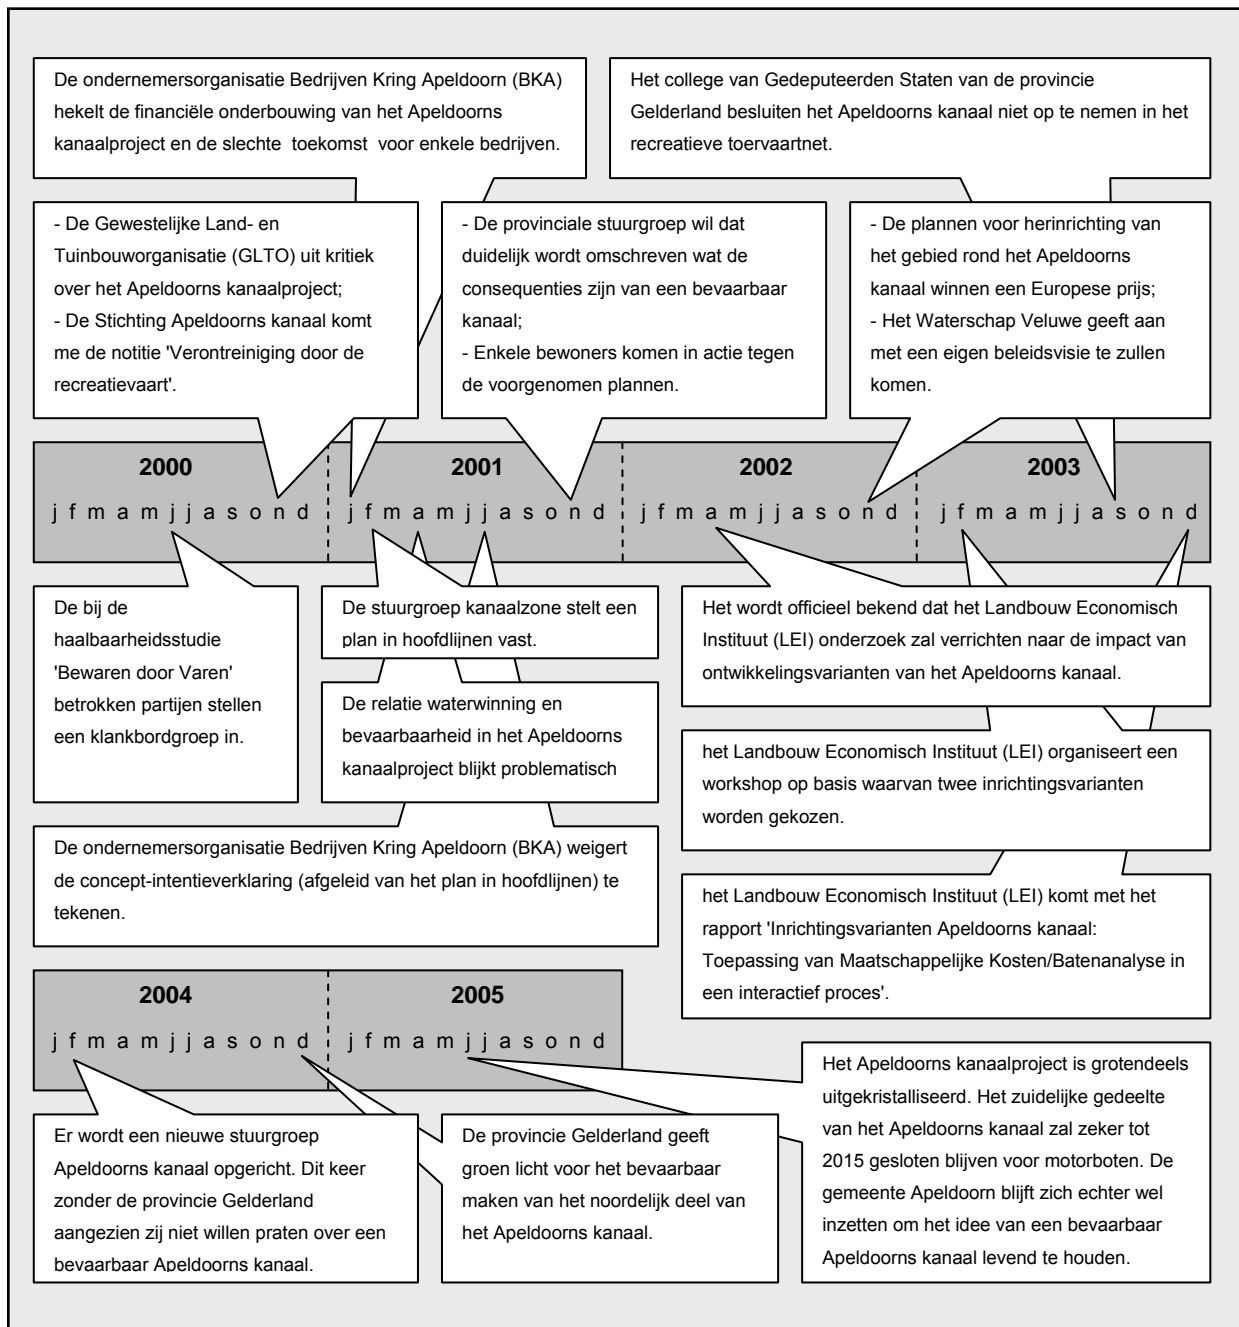 De ondernemersorganisatie Bedrijven Kring Apeldoorn (BKA)
hekelt de financiële onderbouwing van het Apeldoorns
kanaalproject en de slechte toekomst voor enkele bedrijven.
Het college van Gedeputeerden Staten van de provincie
Gelderland besluiten het Apeldoorns kanaal niet op te nemen in het
recreatieve toervaartnet.
- De Gewestelijke Land- en
Tuinbouworganisatie (GLTO) uit kritiek
over het Apeldoorns kanaalproject;
- De Stichting Apeldoorns kanaal komt
me de notitie 'Verontreiniging door de
recreatievaart'.
- De provinciale stuurgroep wil dat
duidelijk wordt omschreven wat de
consequenties zijn van een bevaarbaar
kanaal;
- Enkele bewoners komen in actie tegen
de voorgenomen plannen.
- De plannen voor herinrichting van
het gebied rond het Apeldoorns
kanaal winnen een Europese prijs;
- Het Waterschap Veluwe geeft aan
met een eigen beleidsvisie te zullen
komen.
2000 2001 2002 2003
j f m a m j j a s o n d j f m a m j j a s o n d j f m a m j j a s o n d j f m a m j j a s o n d
De bij de
haalbaarheidsstudie
'Bewaren door Varen'
betrokken partijen stellen
een klankbordgroep in.
De stuurgroep kanaalzone stelt een
plan in hoofdlijnen vast.
De relatie waterwinning en
bevaarbaarheid in het Apeldoorns
kanaalproject blijkt problematisch
De ondernemersorganisatie Bedrijven Kring Apeldoorn (BKA) weigert
de concept-intentieverklaring (afgeleid van het plan in hoofdlijnen) te
tekenen.
Het wordt officieel bekend dat het Landbouw Economisch
Instituut (LEI) onderzoek zal verrichten naar de impact van
ontwikkelingsvarianten van het Apeldoorns kanaal.
het Landbouw Economisch Instituut (LEI) organiseert een
workshop op basis waarvan twee inrichtingsvarianten
worden gekozen.
het Landbouw Economisch Instituut (LEI) komt met het
rapport 'Inrichtingsvarianten Apeldoorns kanaal:
Toepassing van Maatschappelijke Kosten/Batenanalyse in
een interactief proces'.
2004 2005
j f m a m j j a s o n d j f m a m j j a s o n d
Er wordt een nieuwe stuurgroep
Apeldoorns kanaal opgericht. Dit keer
zonder de provincie Gelderland
aangezien zij niet willen praten over een
bevaarbaar Apeldoorns kanaal.
De provincie Gelderland geeft
groen licht voor het bevaarbaar
maken van het noordelijk deel van
het Apeldoorns kanaal.
Het Apeldoorns kanaalproject is grotendeels
uitgekristalliseerd. Het zuidelijke gedeelte
van het Apeldoorns kanaal zal zeker tot
2015 gesloten blijven voor motorboten. De
gemeente Apeldoorn blijft zich echter wel
inzetten om het idee van een bevaarbaar
Apeldoorns kanaal levend te houden.